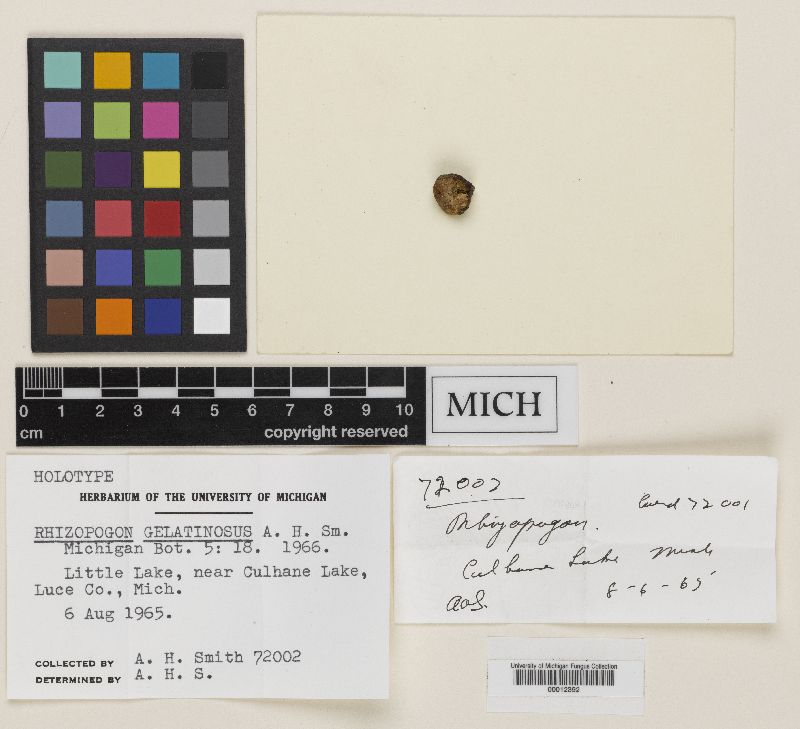 0 1 2 3 4 5 6 7 8 9 10
cm copyright reserved
MICH
HOLOTYPE
HERBARIUM OF THE UNIVERSITY OF MICHIGAN
RHIZOPOGON GELATINOSUS A. H. Sm.
Michigan Bot. 5: 18. 1966.
Little Lake, near Culhane Lake,
Luce Co., Mich.
6 Aug 1965.
COLLECTED BY A. H. Smith 72002
DETERMINED BY A. H. S.
72002
72001
Rhizopogon.
Culhane Lake Mich
8-6-65
University of Michigan Fungus Collection
00012392